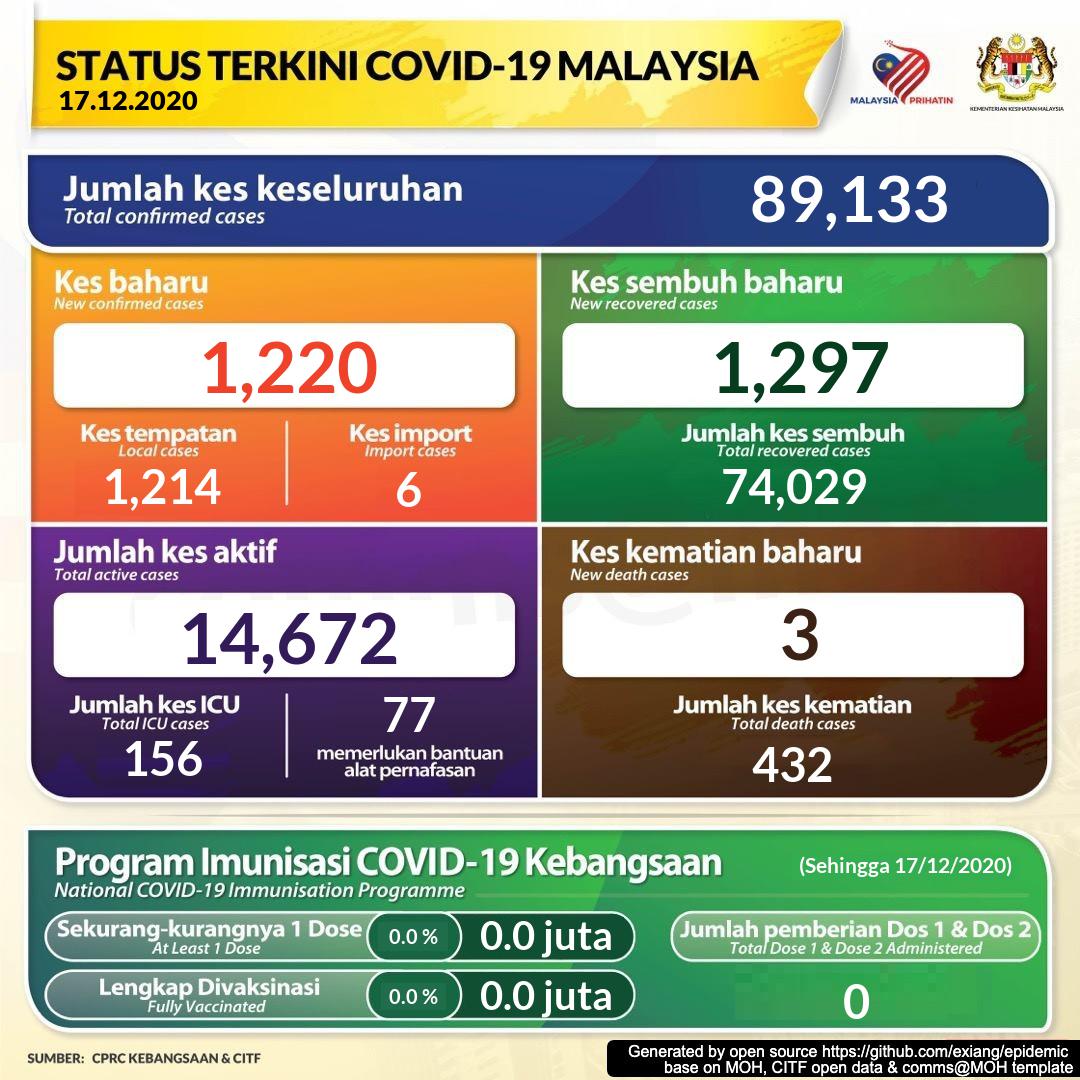 STATUS TERKINI COVID-19 MALAYSIA
17.12.2020
MALAYSIA PRIHATIN
KEMENTERIAN KESIHATAN MALAYSIA
Jumlah kes keseluruhan
Total confirmed cases
89,133
Kes baharu
New confirmed cases
1,220
Kes tempatan
Local cases
1,214
Kes import
Import cases
6
Kes sembuh baharu
New recovered cases
1,297
Jumlah kes sembuh
Total recovered cases
74,029
Jumlah kes aktif
Total active cases
14,672
Jumlah kes ICU
Total ICU cases
156
77
memerlukan bantuan
alat pernafasan
Kes kematian baharu
New death cases
3
Jumlah kes kematian
Total death cases
432
Program Imunisasi COVID-19 Kebangsaan
National COVID-19 Immunisation Programme
(Sehingga 17/12/2020)
Sekurang-kurangnya 1 Dose
At Least 1 Dose
0.0 %
0.0 juta
Lengkap Divaksinasi
Fully Vaccinated
0.0 %
0.0 juta
Jumlah pemberian Dos 1 & Dos 2
Total Dose 1 & Dose 2 Administered
0
SUMBER: CPRC KEBANGSAAN & CITF
Generated by open source https://github.com/exiang/epidemic
base on MOH, CITF open data & comms@MOH template